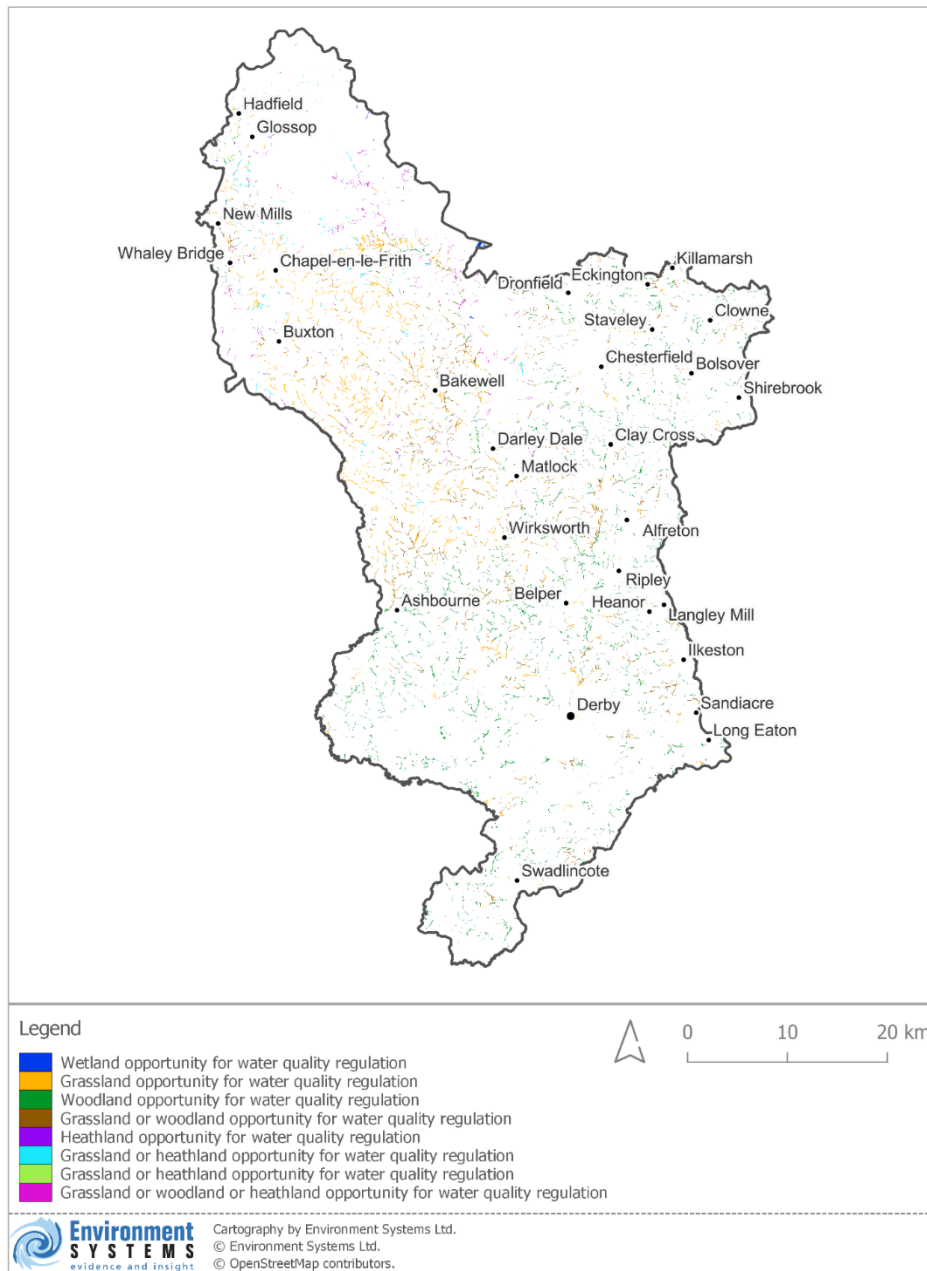 Hadfield
Glossop
New Mills
Whaley Bridge
Chapel-en-le-Frith
Killamarsh
Dronfield
Eckington
Clowne
Staveley
Buxton
Chesterfield
Bolsover
Bakewell
Shirebrook
Darley Dale
Clay Cross
Matlock
Wirksworth
Alfreton
Ripley
Ashbourne
Belper
Heanor
Langley Mill
Ilkeston
Derby
Sandiacre
Long Eaton
Swadlincote
Legend
0 10 20 km
Wetland opportunity for water quality regulation
Grassland opportunity for water quality regulation
Woodland opportunity for water quality regulation
Grassland or woodland opportunity for water quality regulation
Heathland opportunity for water quality regulation
Grassland or heathland opportunity for water quality regulation
Grassland or heathland opportunity for water quality regulation
Grassland or woodland or heathland opportunity for water quality regulation
Environment
SYSTEMS
evidence and insight
Cartography by Environment Systems Ltd.
© Environment Systems Ltd.
© OpenStreetMap contributors.